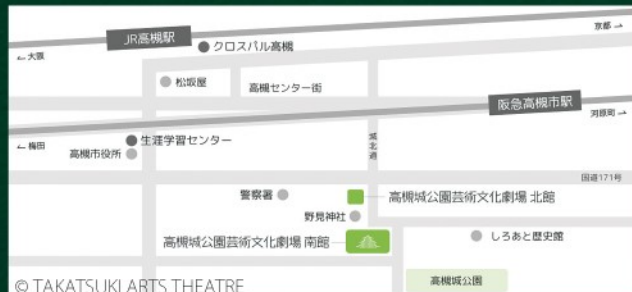 JR高槻駅
京都→
クロスパル高槻
←大阪
松坂屋
高槻センター街
阪急高槻市駅
河原町→
城北通
生涯学習センター
←梅田
高槻市役所
国道171号
警察署
高槻城公園芸術文化劇場 北館
野見神社
高槻城公園芸術文化劇場 南館
しろあと歴史館
高槻城公園
© TAKATSUKI ARTS THEATRE